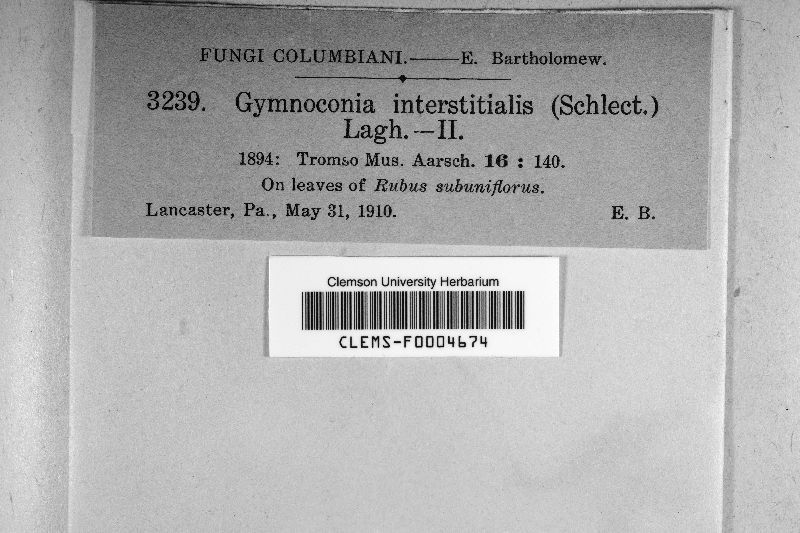 FUNGI COLUMBIANI.——E. Bartholomew.
3239. Gymnoconia interstitialis (Schlect.)
Lagh.—II.
1894: Tromso Mus. Aarsch. 16 : 140.
On leaves of Rubus subuniflorus.
Lancaster, Pa., May 31, 1910. E. B.
Clemson University Herbarium
CLEMS-F0004674